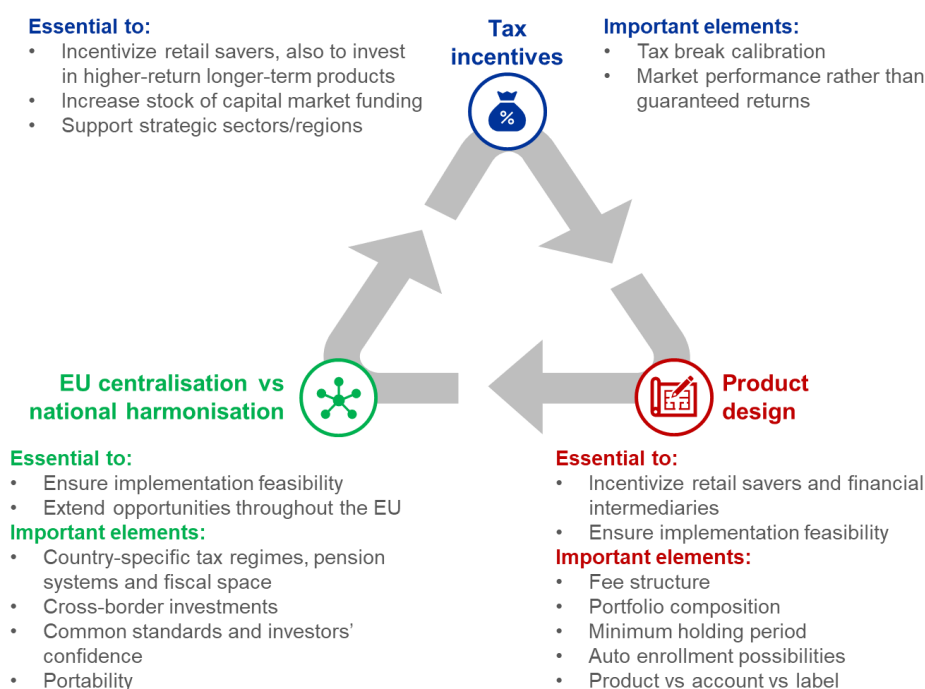 Essential to:
• Incentivize retail savers, also to invest
in higher-return longer-term products
• Increase stock of capital market funding
• Support strategic sectors/regions
Tax
incentives
%
Important elements:
• Tax break calibration
• Market performance rather than
guaranteed returns
EU centralisation vs
national harmonisation
Essential to:
• Ensure implementation feasibility
• Extend opportunities throughout the EU
Important elements:
• Country-specific tax regimes, pension
systems and fiscal space
• Cross-border investments
• Common standards and investors’
confidence
• Portability
Product
design
Essential to:
• Incentivize retail savers and financial
intermediaries
• Ensure implementation feasibility
Important elements:
• Fee structure
• Portfolio composition
• Minimum holding period
• Auto enrollment possibilities
• Product vs account vs label